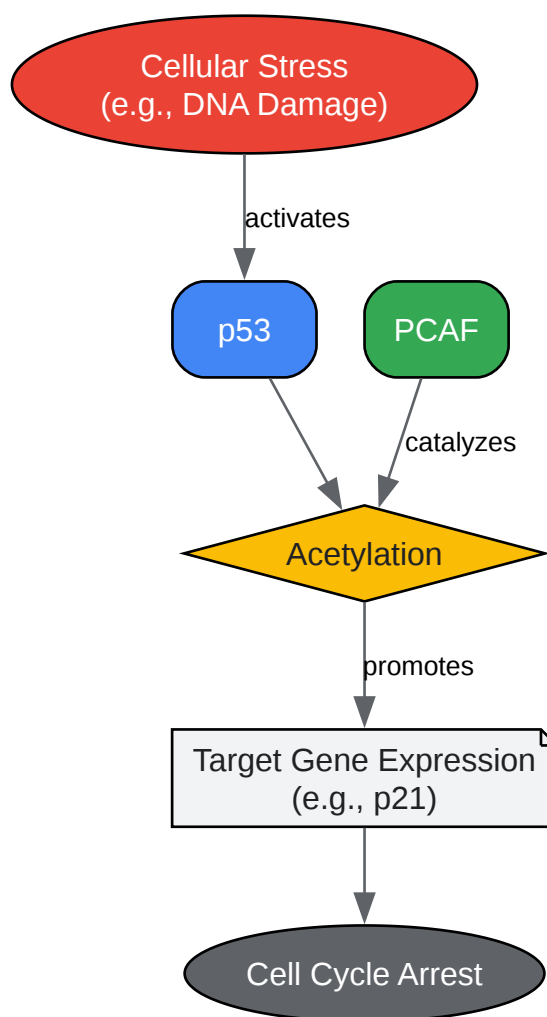 Cellular Stress
(e.g., DNA Damage)
activates
p53
PCAF
catalyzes
Acetylation
promotes
Target Gene Expression
(e.g., p21)
Cell Cycle Arrest